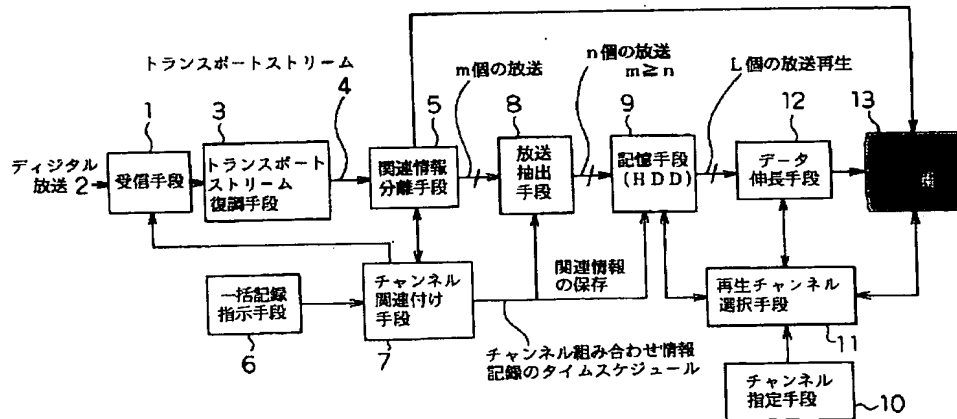 トランスポートストリーム
4
m個の放送
n個の放送
m≧n
L個の放送再生
1
3
5
8
9
12
13
ディジタル
放送2
受信手段
トランスポート
ストリーム
復調手段
関連情報
分離手段
放送
抽出
手段
記憶手段
(HDD)
データ
伸長手段
一括記録
指示手段
6
チャンネル
関連付け
手段
7
関連情報
の保存
チャンネル組み合わせ情報
記録のタイムスケジュール
再生チャンネル
選択手段
11
チャンネル
指定手段
10